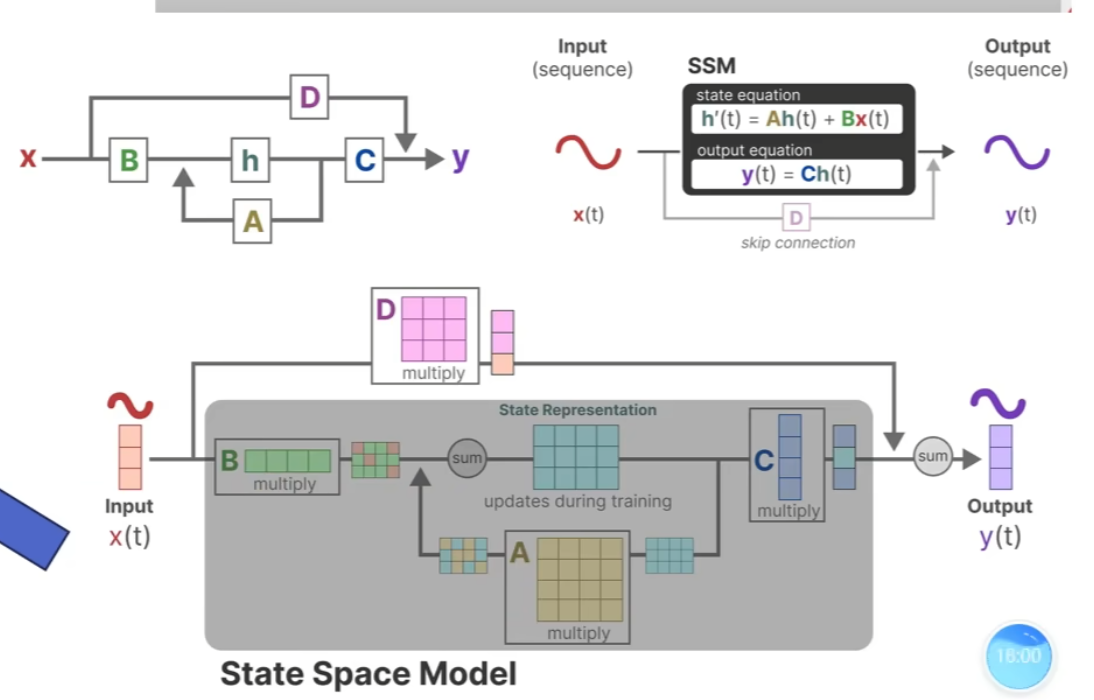 D
x
B
h
C
y
A
Input
(sequence)
SSM
Output
(sequence)
state equation
h'(t) = Ah(t) + Bx(t)
output equation
y(t) = Ch(t)
x(t)
D
y(t)
skip connection
D
multiply
State Representation
B
multiply
sum
updates during training
C
multiply
sum
A
multiply
Input
x(t)
Output
y(t)
State Space Model
16:00